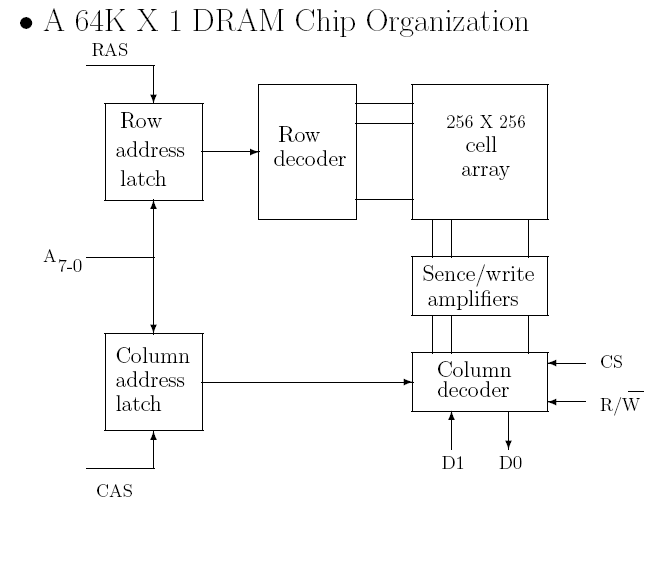 • A 64K X 1 DRAM Chip Organization
RAS
Row
address
latch
Row
decoder
256 X 256
cell
array
A7-0
Sence/write
amplifiers
Column
address
latch
Column
decoder
CS
R/W̅
D1
D0
CAS